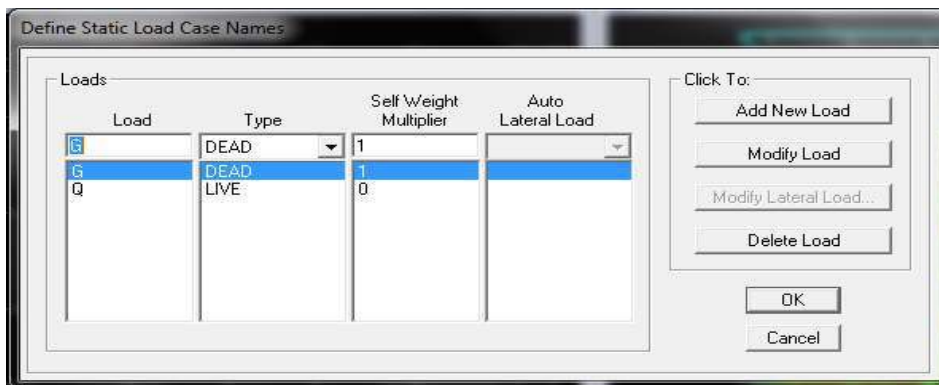 Define Static Load Case Names
Loads
Load Type Self Weight Multiplier Auto Lateral Load
G DEAD 1
G DEAD 1
Q LIVE 0
Click To:
Add New Load
Modify Load
Modify Lateral Load...
Delete Load
OK
Cancel